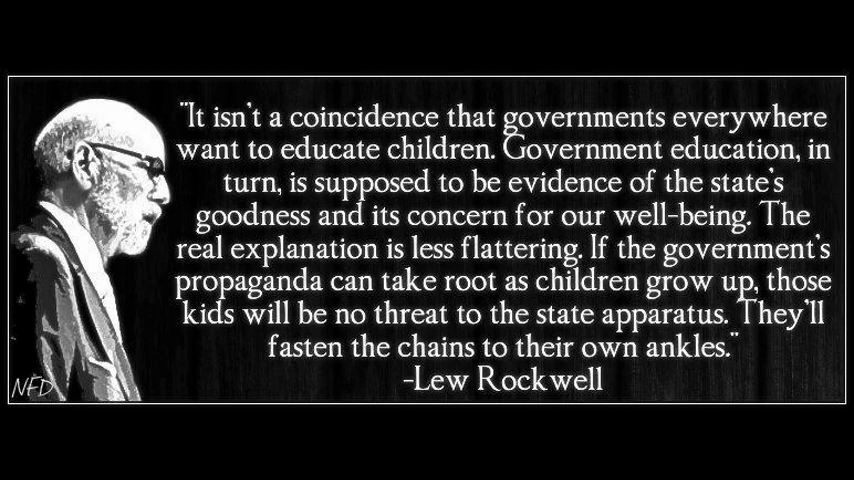 "It isn't a coincidence that governments everywhere
want to educate children. Government education, in
turn, is supposed to be evidence of the state's
goodness and its concern for our well-being. The
real explanation is less flattering. If the government's
propaganda can take root as children grow up, those
kids will be no threat to the state apparatus. They'll
fasten the chains to their own ankles."
-Lew Rockwell
NFD